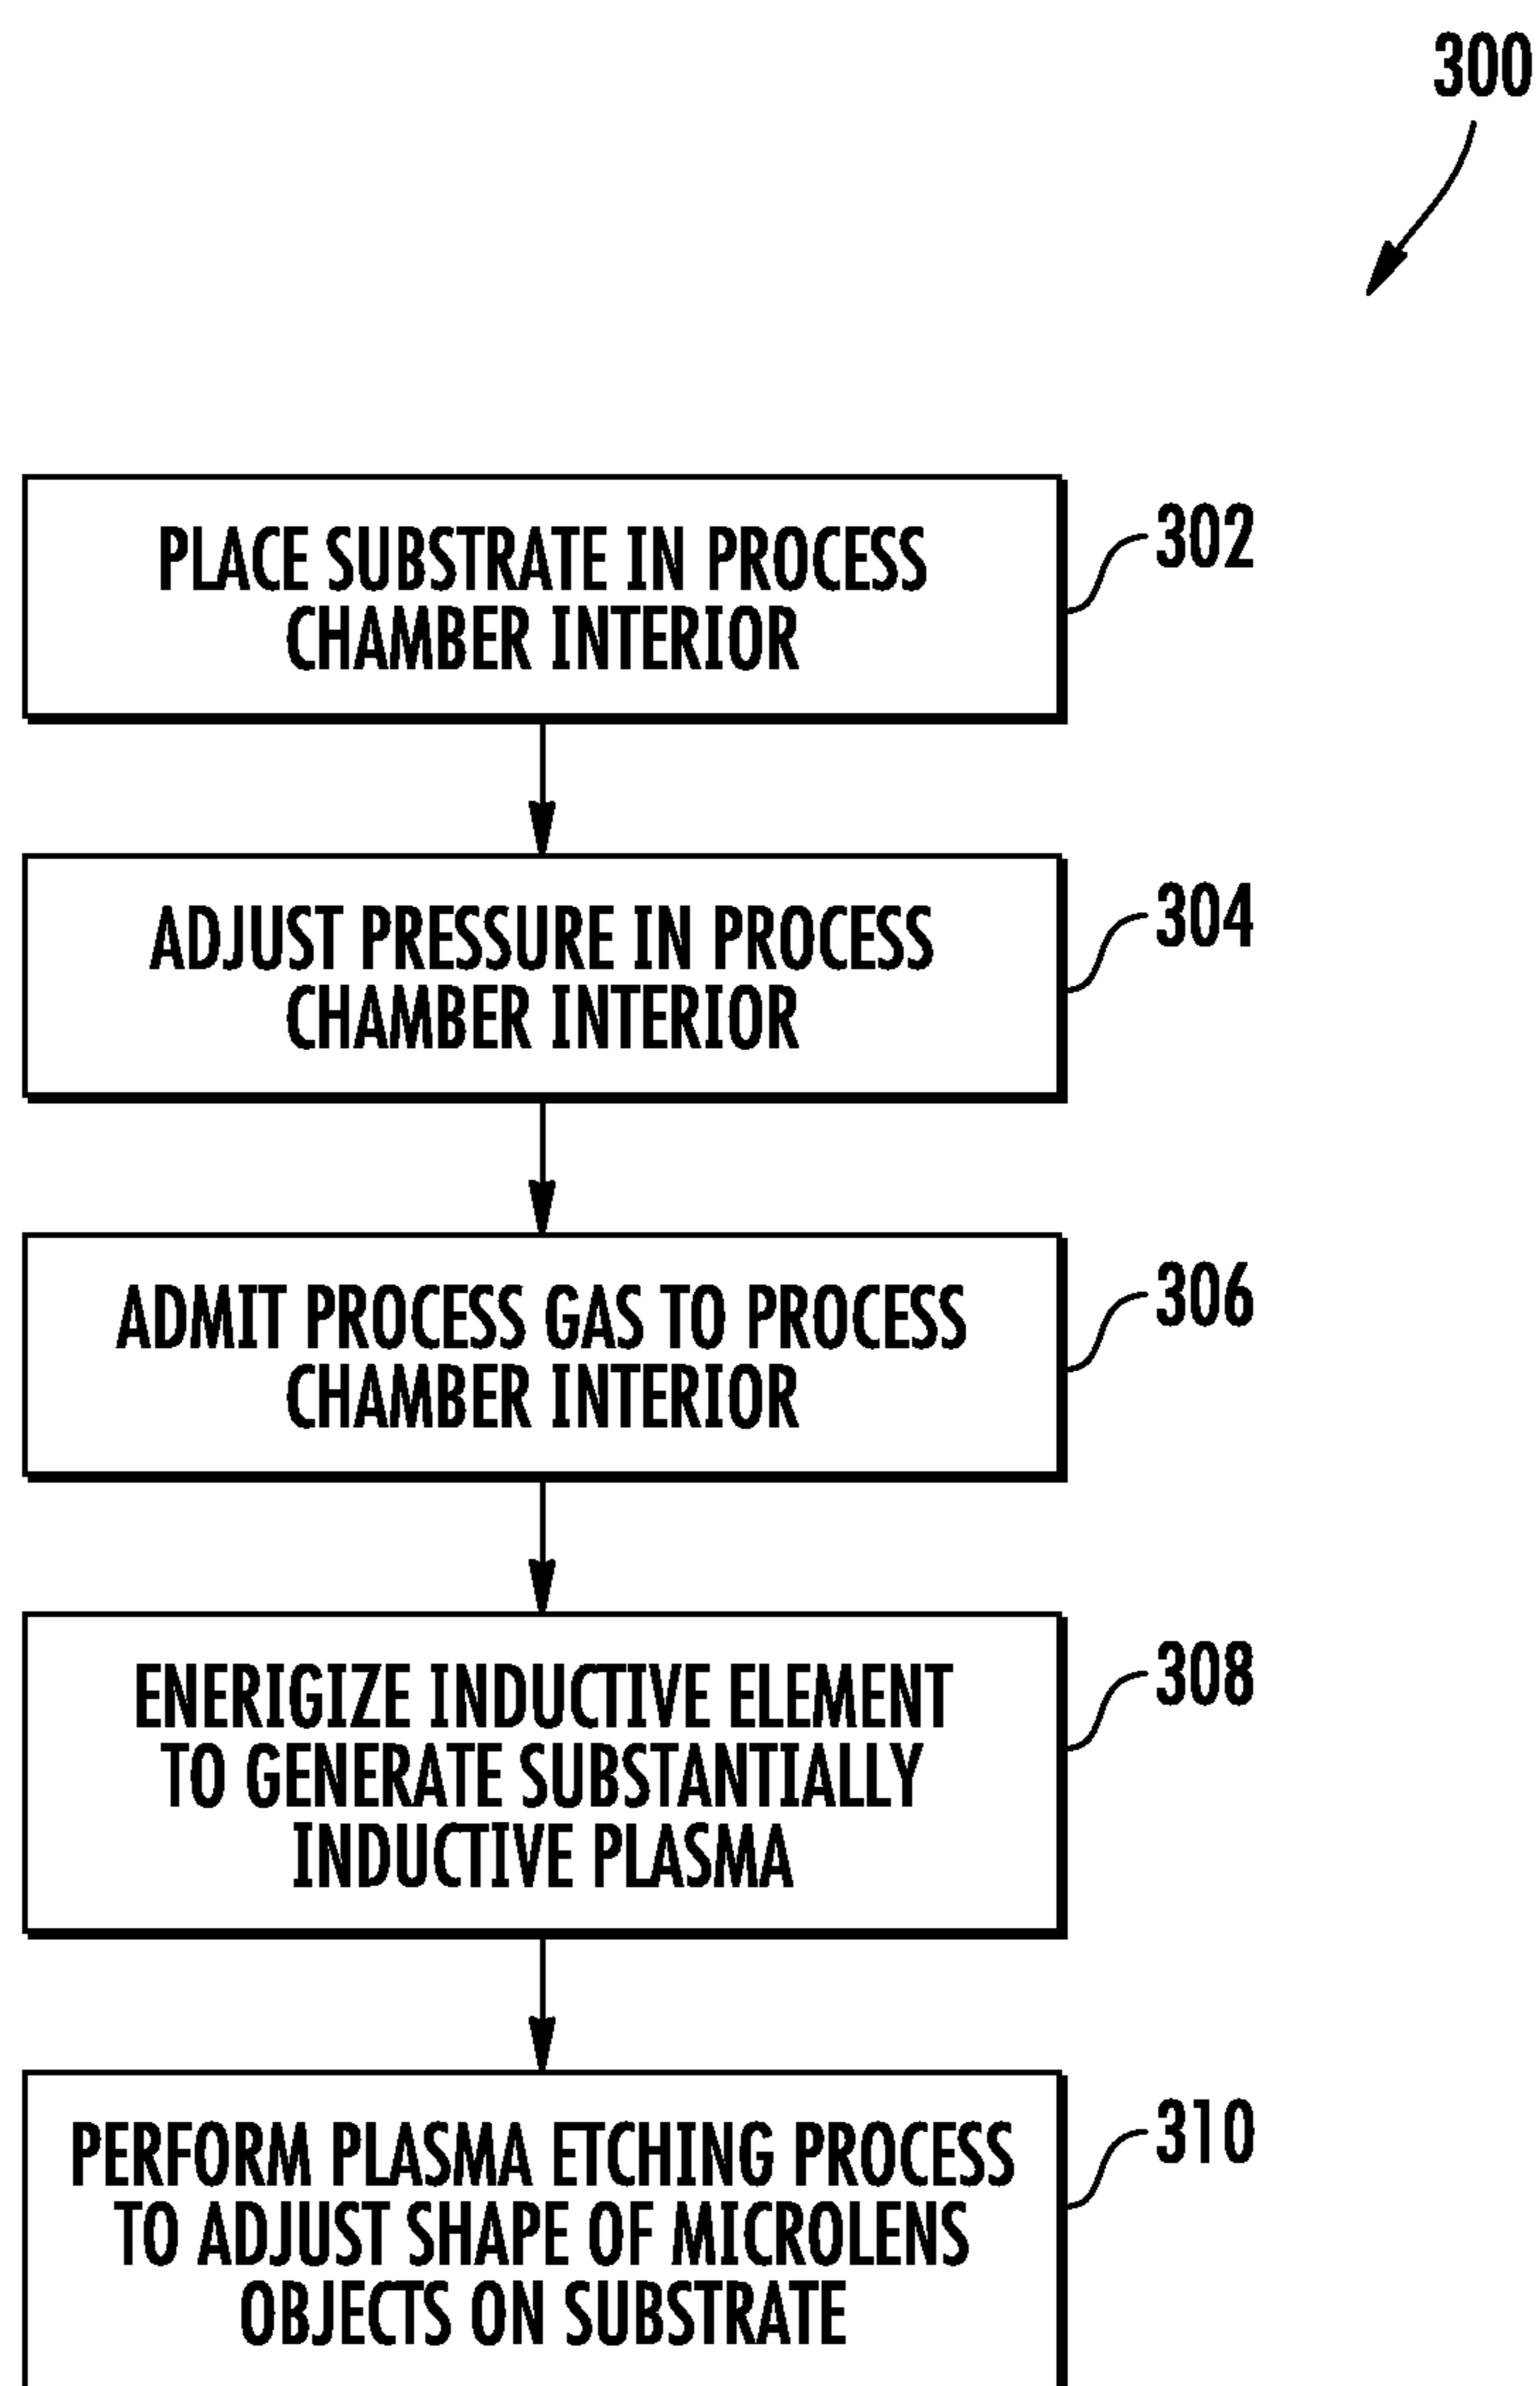 300
PLACE SUBSTRATE IN PROCESS
CHAMBER INTERIOR
302
ADJUST PRESSURE IN PROCESS
CHAMBER INTERIOR
304
ADMIT PROCESS GAS TO PROCESS
CHAMBER INTERIOR
306
ENERIGIZE INDUCTIVE ELEMENT
TO GENERATE SUBSTANTIALLY
INDUCTIVE PLASMA
308
PERFORM PLASMA ETCHING PROCESS
TO ADJUST SHAPE OF MICROLENS
OBJECTS ON SUBSTRATE
310